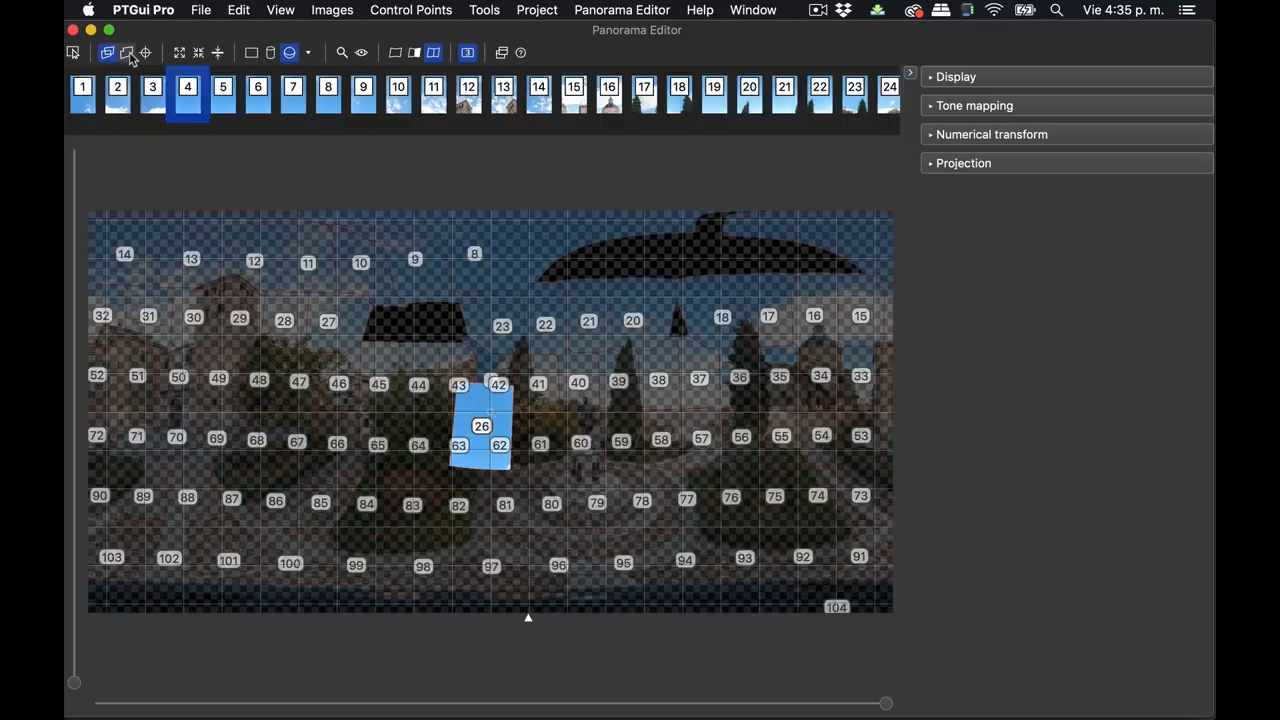 PTGui Pro File Edit View Images Control Points Tools Project Panorama Editor Help Window Vie 4:35 p. m.
Panorama Editor
3
1 2 3 4 5 6 7 8 9 10 11 12 13 14 15 16 17 18 19 20 21 22 23 24
Display
Tone mapping
Numerical transform
Projection
14 13 12 11 10 9 8
32 31 30 29 28 27 23 22 21 20 18 17 16 15
52 51 50 49 48 47 46 45 44 43 42 41 40 39 38 37 36 35 34 33
26
72 71 70 69 68 67 66 65 64 63 62 61 60 59 58 57 56 55 54 53
90 89 88 87 86 85 84 83 82 81 80 79 78 77 76 75 74 73
103 102 101 100 99 98 97 96 95 94 93 92 91
104